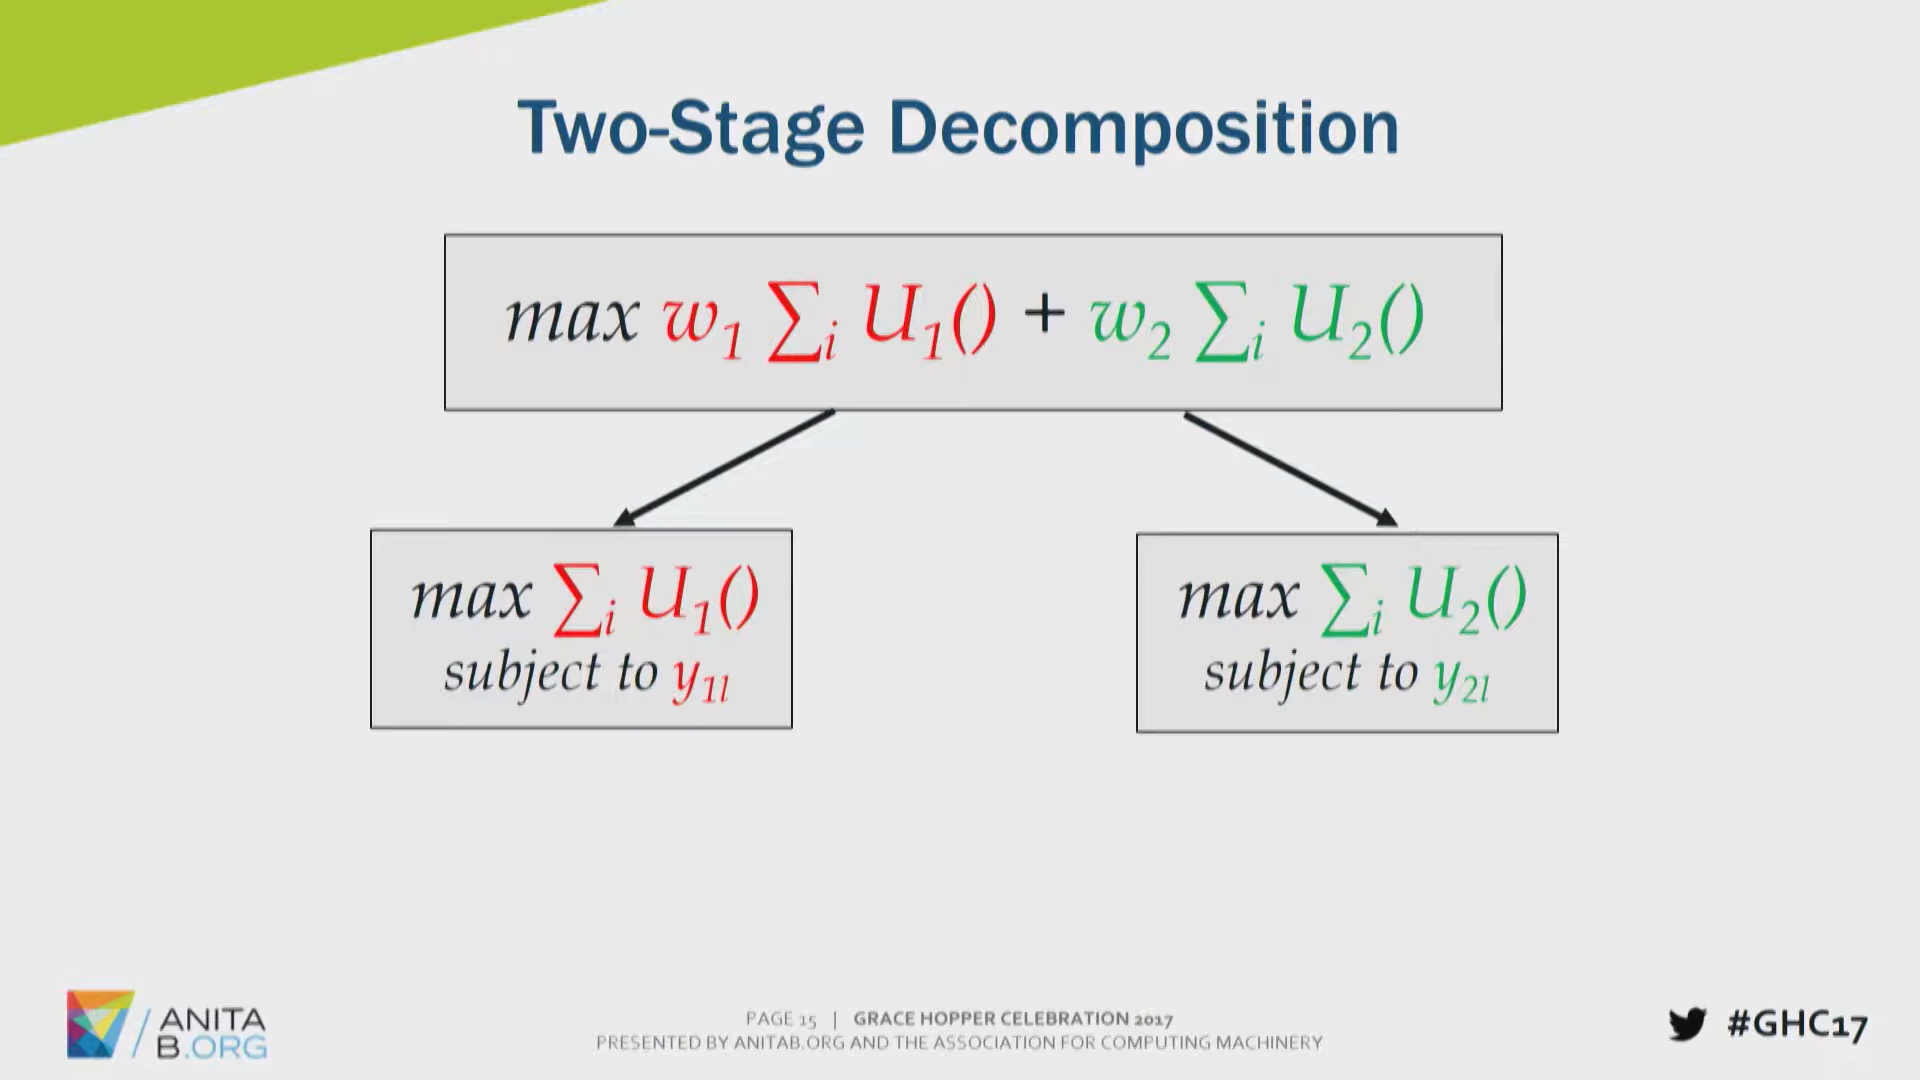 Two-Stage Decomposition
max w₁ ∑ᵢ U₁() + w₂ ∑ᵢ U₂()
max ∑ᵢ U₁()
subject to y₁ₗ
max ∑ᵢ U₂()
subject to y₂ₗ
ANITA
B.ORG
PAGE 15 | GRACE HOPPER CELEBRATION 2017
PRESENTED BY ANITAB.ORG AND THE ASSOCIATION FOR COMPUTING MACHINERY
#GHC17